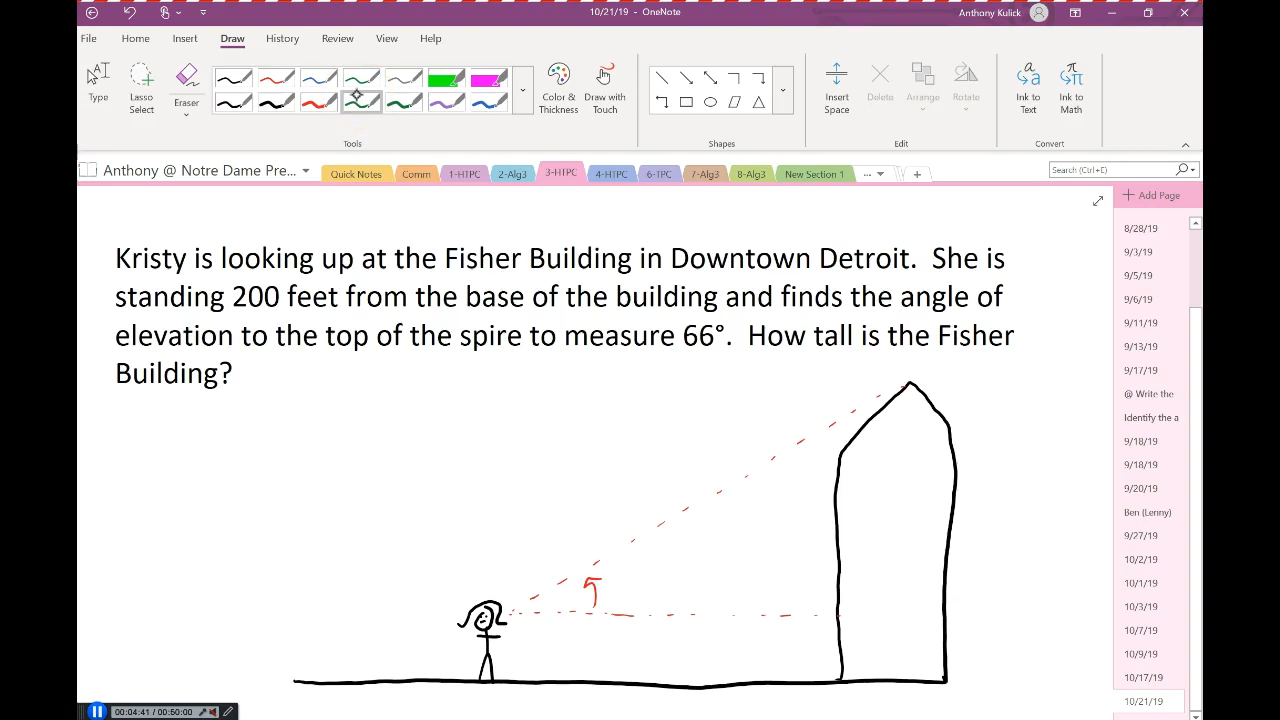 10/21/19 - OneNote
Anthony Kulick
File Home Insert Draw History Review View Help
Type
Lasso Select
Eraser
Color & Thickness
Draw with Touch
Insert Space
Delete
Arrange
Rotate
Ink to Text
Ink to Math
Tools
Shapes
Edit
Convert
Anthony @ Notre Dame Pre...
Quick Notes Comm 1-HTPC 2-Alg3 3-HTPC 4-HTPC 6-TPC 7-Alg3 8-Alg3 New Section 1 ... +
Search (Ctrl+E)
+ Add Page
Kristy is looking up at the Fisher Building in Downtown Detroit. She is
standing 200 feet from the base of the building and finds the angle of
elevation to the top of the spire to measure 66°. How tall is the Fisher
Building?
8/28/19
9/3/19
9/5/19
9/6/19
9/11/19
9/13/19
9/17/19
@ Write the
Identify the a
9/18/19
9/18/19
9/20/19
Ben (Lenny)
9/27/19
10/2/19
10/1/19
10/3/19
10/7/19
10/9/19
10/17/19
10/21/19
00:04:41 / 00:50:00